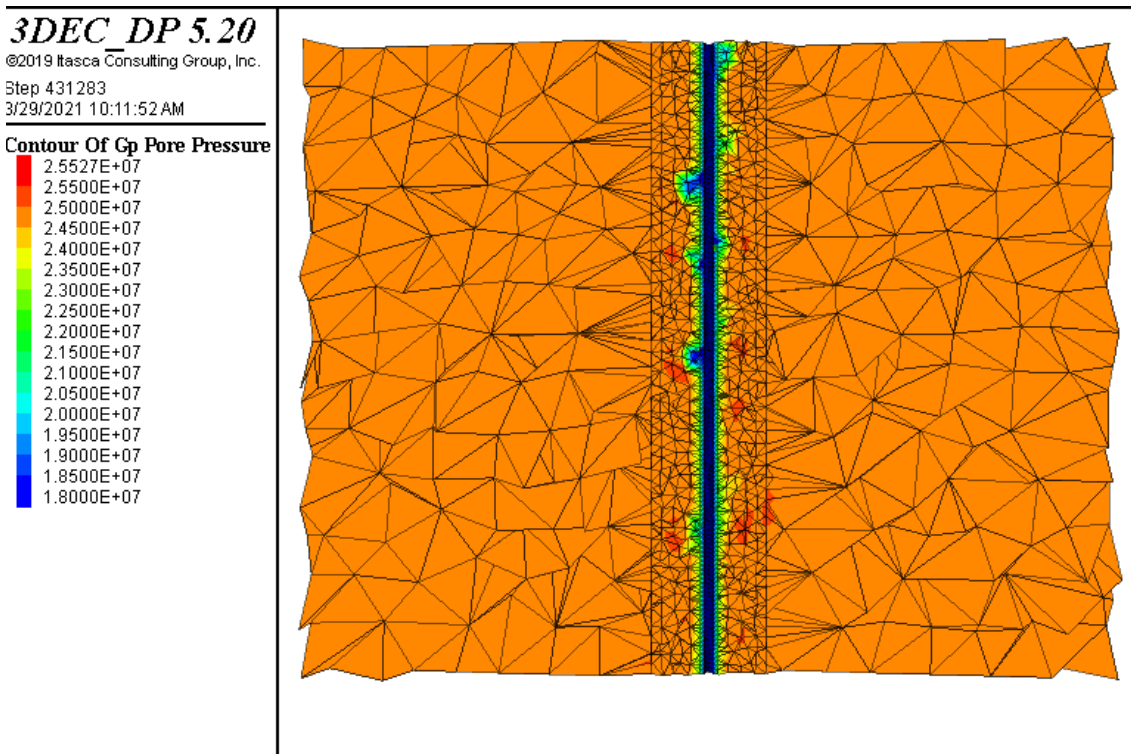 3DEC_DP 5.20
©2019 Itasca Consulting Group, Inc.
Step 431283
3/29/2021 10:11:52 AM
Contour Of Gp Pore Pressure
2.5527E+07
2.5500E+07
2.5000E+07
2.4500E+07
2.4000E+07
2.3500E+07
2.3000E+07
2.2500E+07
2.2000E+07
2.1500E+07
2.1000E+07
2.0500E+07
2.0000E+07
1.9500E+07
1.9000E+07
1.8500E+07
1.8000E+07